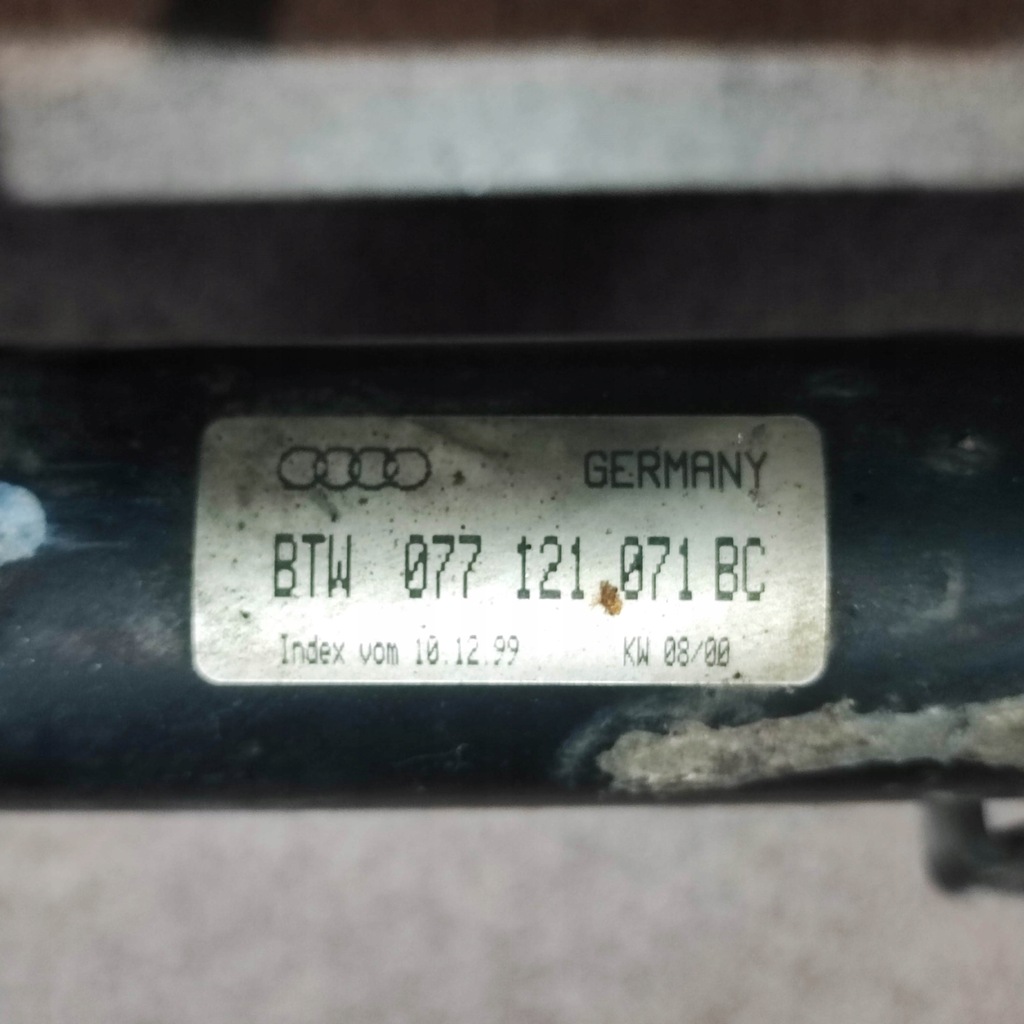 GERMANY
BTW 077 121 071 BC
Index vom 10.12.99 KW 08/00